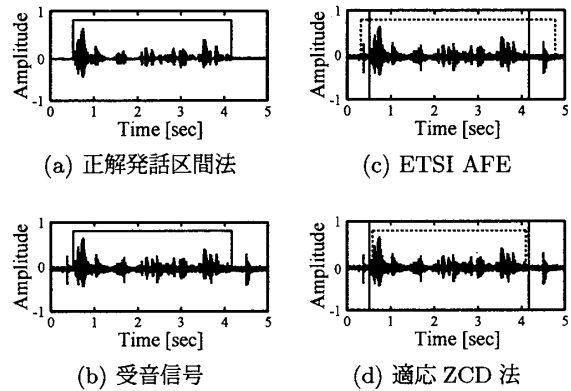 Amplitude
1
0
-1
0 1 2 3 4 5
Time [sec]
(a) 正解発話区間法
Amplitude
1
0
-1
0 1 2 3 4 5
Time [sec]
(c) ETSI AFE
Amplitude
1
0
-1
0 1 2 3 4 5
Time [sec]
(b) 受音信号
Amplitude
1
0
-1
0 1 2 3 4 5
Time [sec]
(d) 適応 ZCD 法